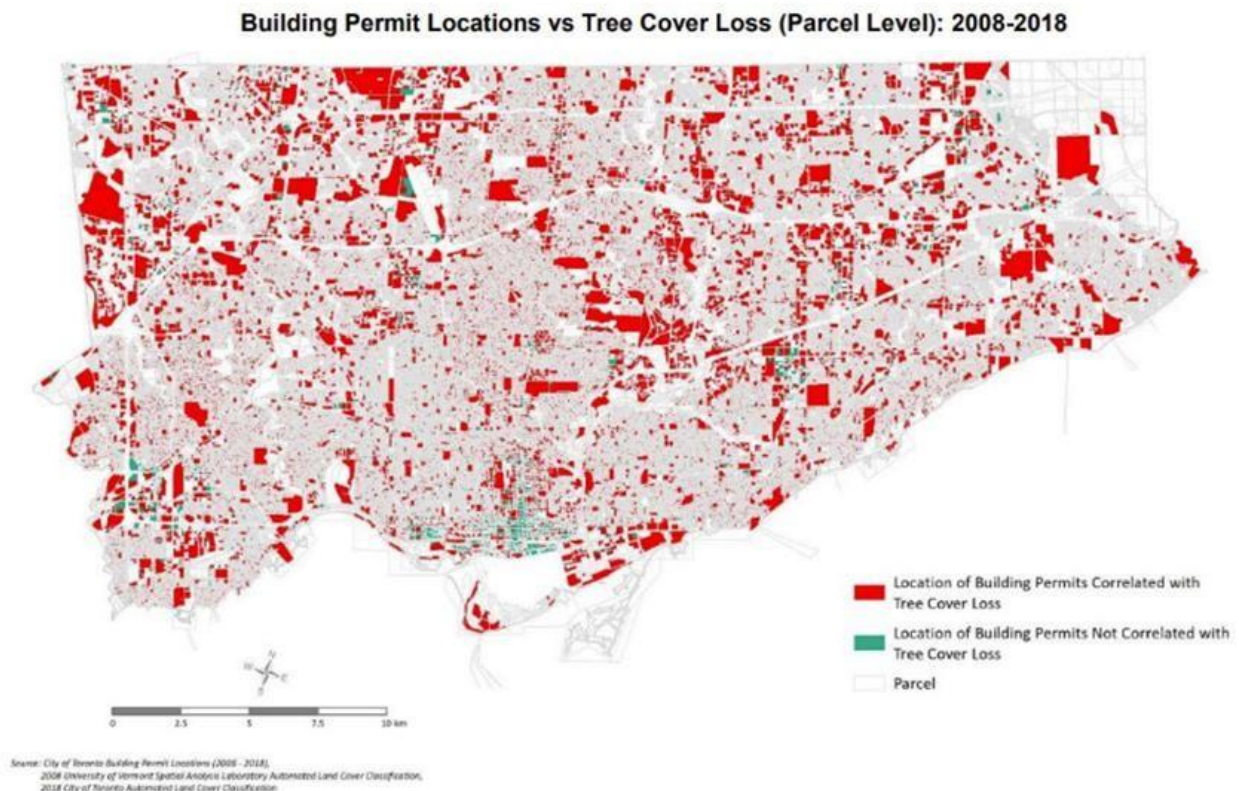 Building Permit Locations vs Tree Cover Loss (Parcel Level): 2008-2018
Location of Building Permits Correlated with
Tree Cover Loss
Location of Building Permits Not Correlated with
Tree Cover Loss
Parcel
N
W
E
S
0 2.5 5 7.5 10 km
Source: City of Toronto Building Permit Locations (2008 - 2018),
2008 University of Vermont Spatial Analysis Laboratory Automated Land Cover Classification,
2018 City of Toronto Automated Land Cover Classification